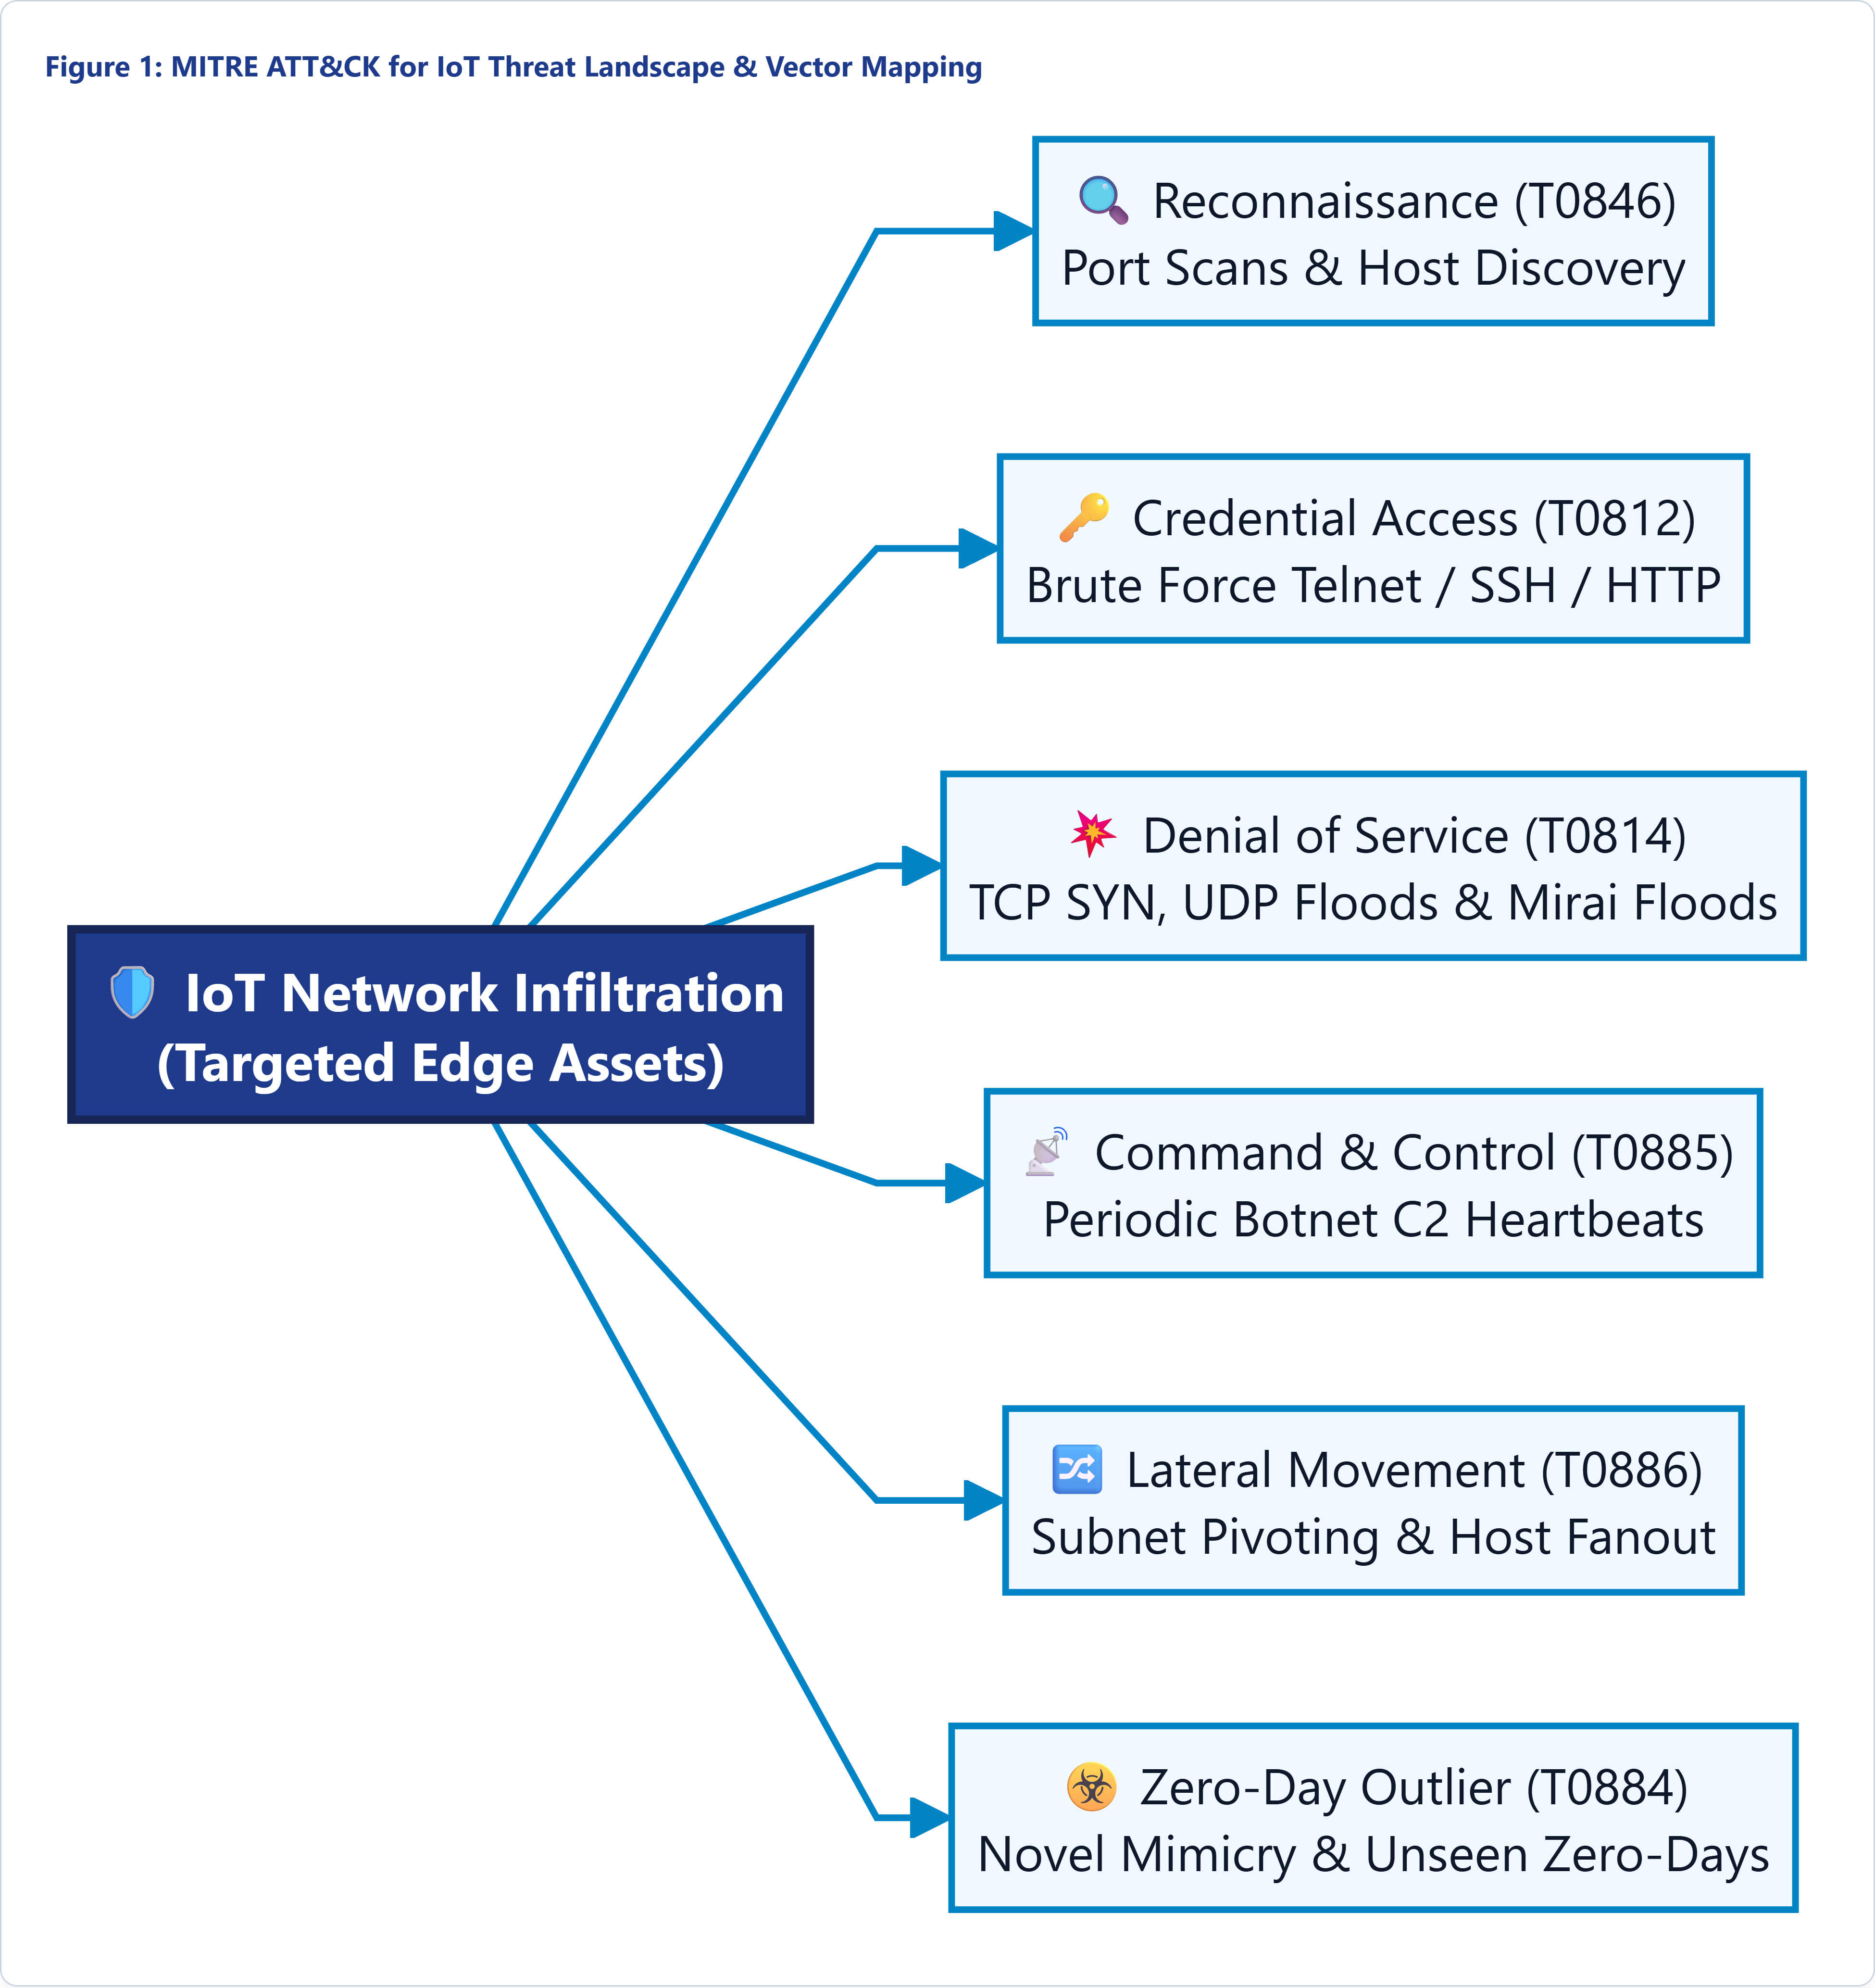 Figure 1: MITRE ATT&CK for IoT Threat Landscape & Vector Mapping
Reconnaissance (T0846)
Port Scans & Host Discovery
Credential Access (T0812)
Brute Force Telnet / SSH / HTTP
Denial of Service (T0814)
TCP SYN, UDP Floods & Mirai Floods
IoT Network Infiltration
(Targeted Edge Assets)
Command & Control (T0885)
Periodic Botnet C2 Heartbeats
Lateral Movement (T0886)
Subnet Pivoting & Host Fanout
Zero-Day Outlier (T0884)
Novel Mimicry & Unseen Zero-Days